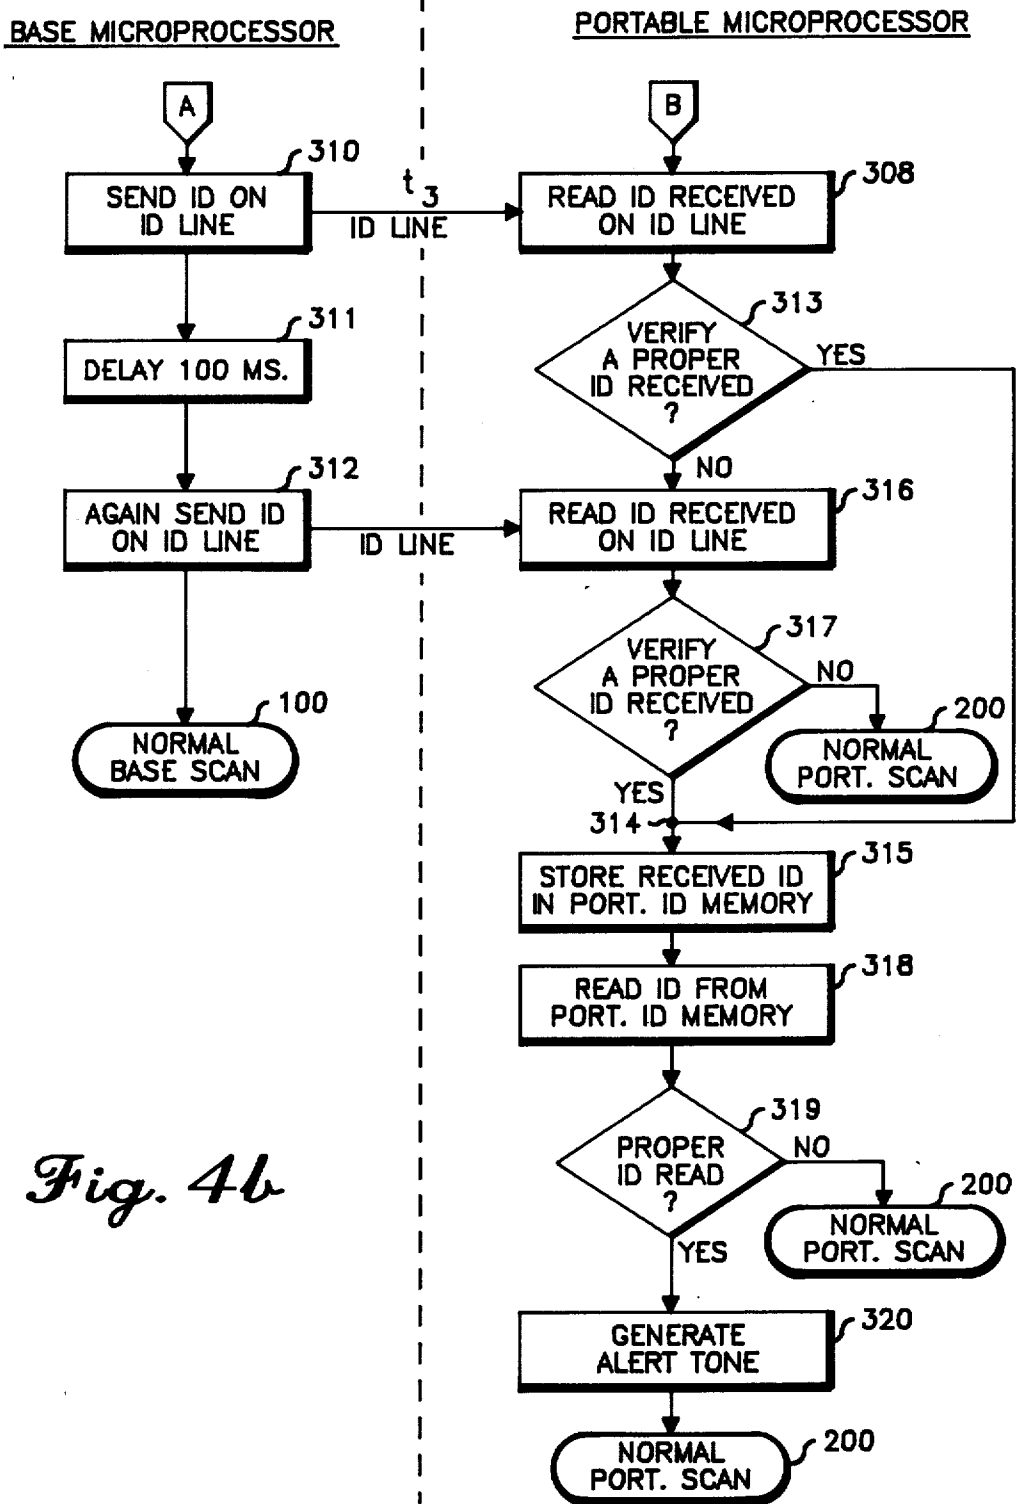 BASE MICROPROCESSOR
PORTABLE MICROPROCESSOR
A
B
310
SEND ID ON
ID LINE
t3
ID LINE
308
READ ID RECEIVED
ON ID LINE
313
VERIFY
A PROPER
ID RECEIVED
?
YES
NO
311
DELAY 100 MS.
312
AGAIN SEND ID
ON ID LINE
ID LINE
316
READ ID RECEIVED
ON ID LINE
317
VERIFY
A PROPER
ID RECEIVED
?
NO
YES
200
NORMAL
PORT. SCAN
100
NORMAL
BASE SCAN
314
315
STORE RECEIVED ID
IN PORT. ID MEMORY
318
READ ID FROM
PORT. ID MEMORY
319
PROPER
ID READ
?
NO
YES
200
NORMAL
PORT. SCAN
Fig. 4b
320
GENERATE
ALERT TONE
200
NORMAL
PORT. SCAN